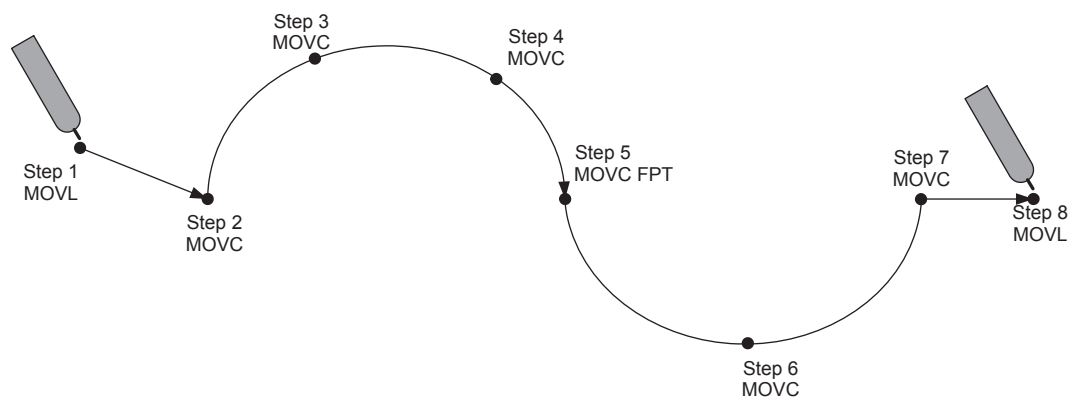 Step 1
MOVL
Step 2
MOVC
Step 3
MOVC
Step 4
MOVC
Step 5
MOVC FPT
Step 6
MOVC
Step 7
MOVC
Step 8
MOVL